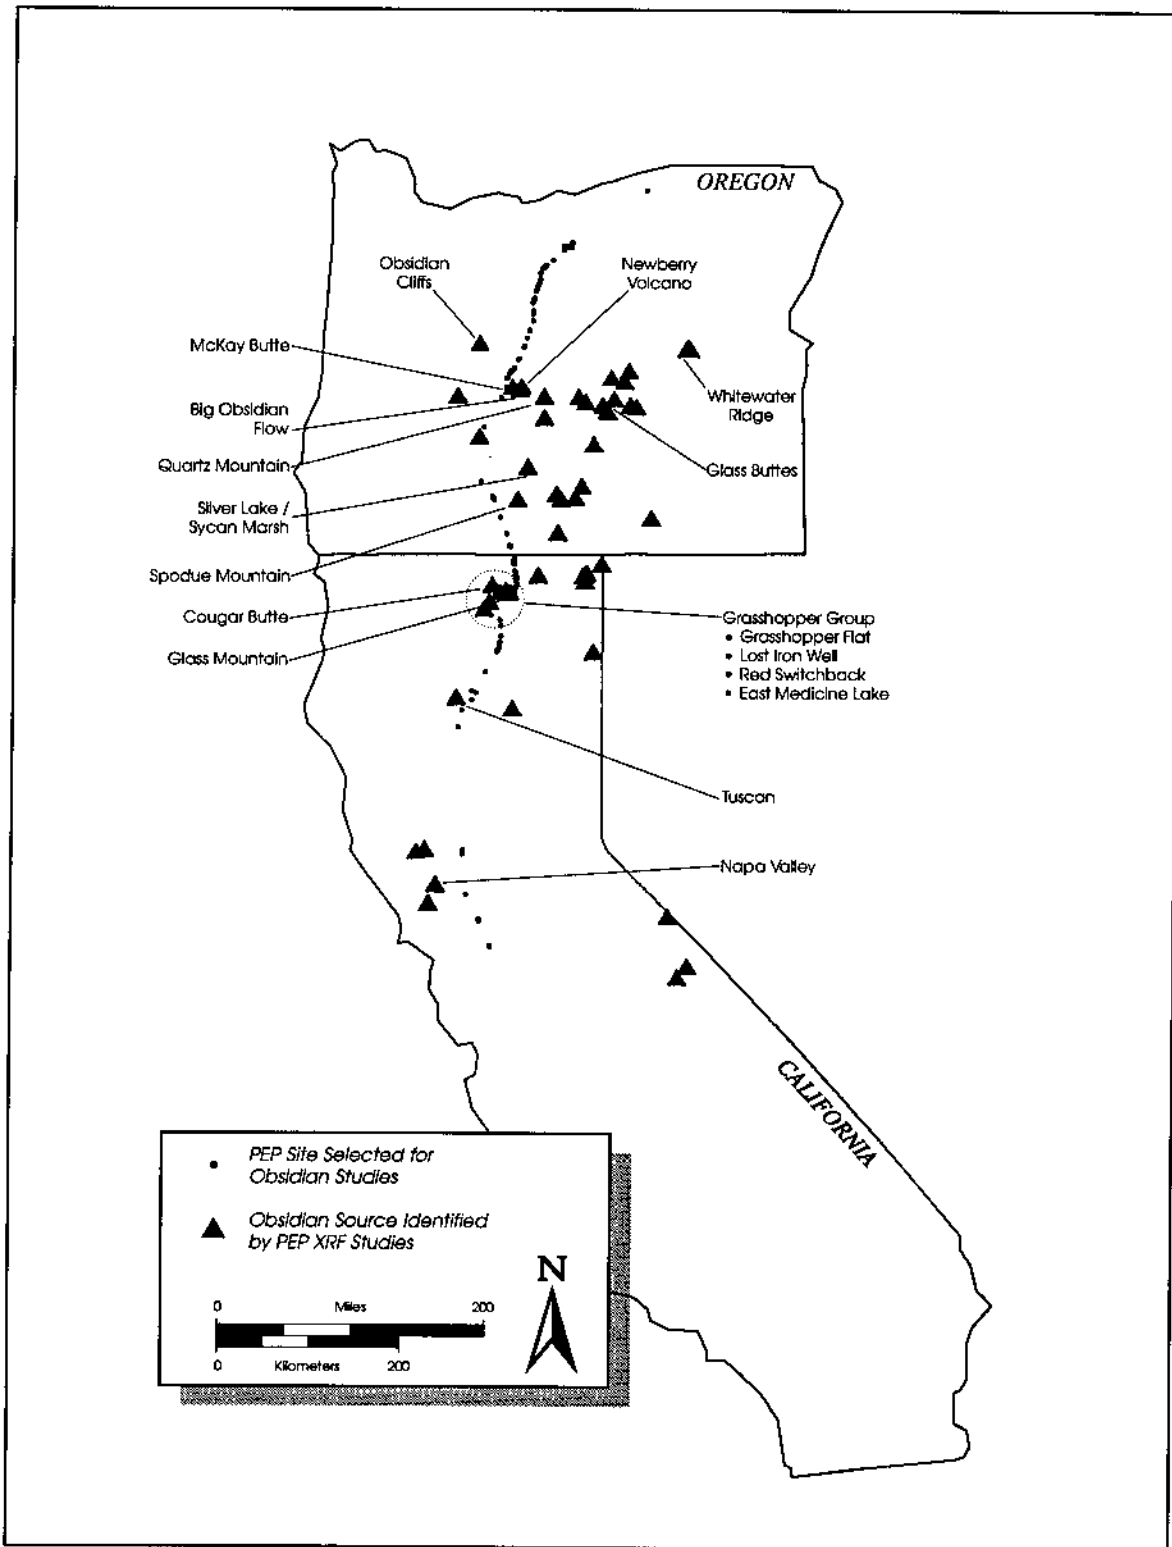 OREGON
Obsidian
Cliffs
Newberry
Volcano
McKay Butte
Whitewater
Ridge
Big Obsidian
Flow
Quartz Mountain
Glass Buttes
Silver Lake /
Sycan Marsh
Spodue Mountain
Cougar Butte
Glass Mountain
Grasshopper Group
• Grasshopper Flat
• Lost Iron Well
• Red Switchback
• East Medicine Lake
Tuscan
Napa Valley
CALIFORNIA
PEP Site Selected for
Obsidian Studies
Obsidian Source Identified
by PEP XRF Studies
N
0 Miles 200
0 Kilometers 200